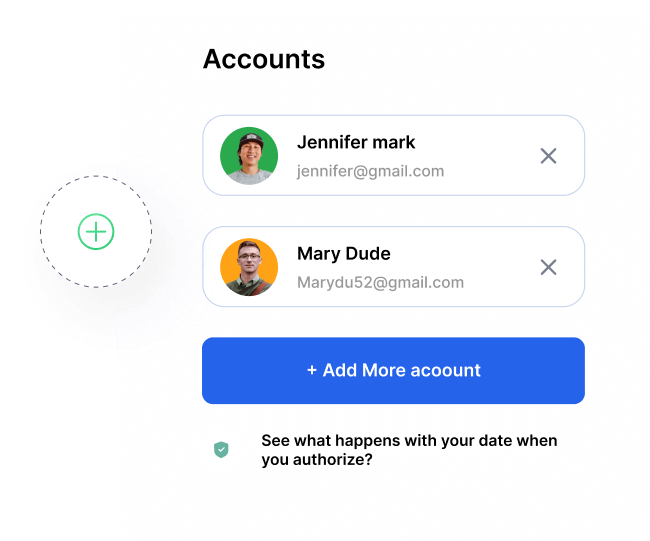 Accounts
Jennifer mark
jennifer@gmail.com
Mary Dude
Marydu52@gmail.com
+ Add More acoount
See what happens with your date when
you authorize?